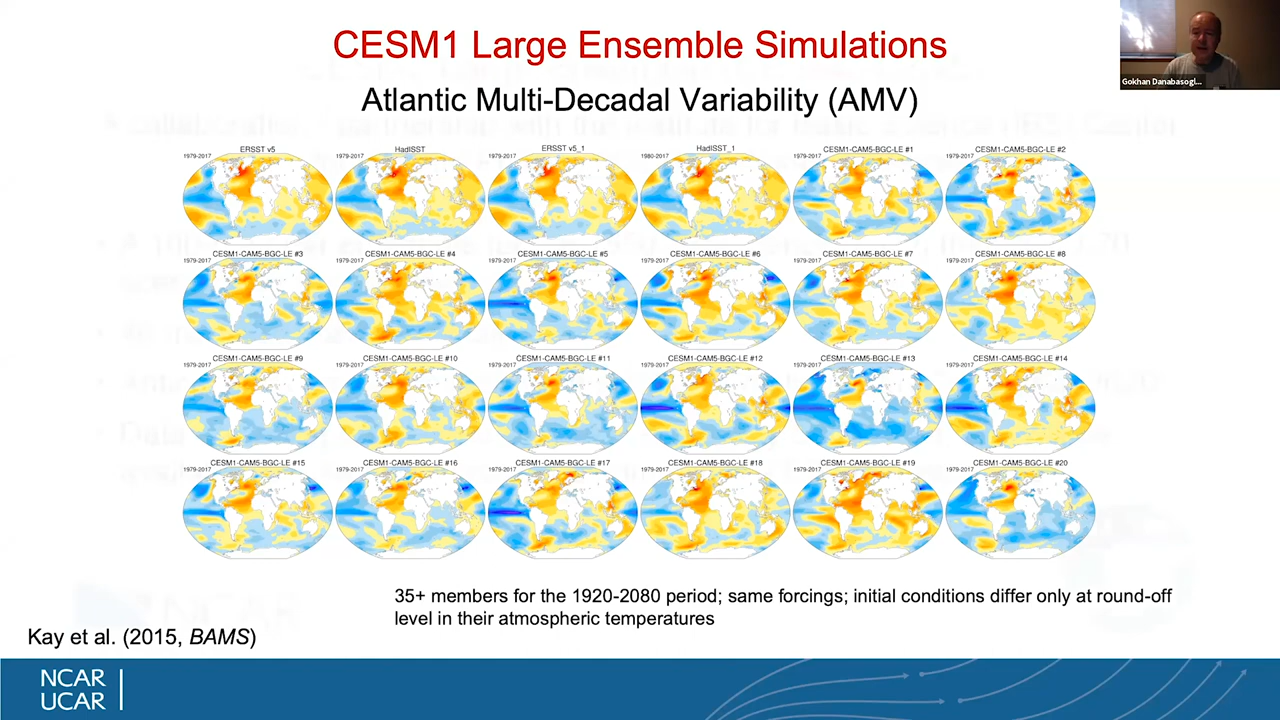 CESM1 Large Ensemble Simulations
Gokhan Danabasogl...
Atlantic Multi-Decadal Variability (AMV)
ERSST v5
1979-2017
HadISST
1979-2017
ERSST v5_1
1979-2017
HadISST_1
1980-2017
CESM1-CAM5-BGC-LE #1
1979-2017
CESM1-CAM5-BGC-LE #2
1979-2017
CESM1-CAM5-BGC-LE #3
1979-2017
CESM1-CAM5-BGC-LE #4
1979-2017
CESM1-CAM5-BGC-LE #5
1979-2017
CESM1-CAM5-BGC-LE #6
1979-2017
CESM1-CAM5-BGC-LE #7
1979-2017
CESM1-CAM5-BGC-LE #8
1979-2017
CESM1-CAM5-BGC-LE #9
1979-2017
CESM1-CAM5-BGC-LE #10
1979-2017
CESM1-CAM5-BGC-LE #11
1979-2017
CESM1-CAM5-BGC-LE #12
1979-2017
CESM1-CAM5-BGC-LE #13
1979-2017
CESM1-CAM5-BGC-LE #14
1979-2017
CESM1-CAM5-BGC-LE #15
1979-2017
CESM1-CAM5-BGC-LE #16
1979-2017
CESM1-CAM5-BGC-LE #17
1979-2017
CESM1-CAM5-BGC-LE #18
1979-2017
CESM1-CAM5-BGC-LE #19
1979-2017
CESM1-CAM5-BGC-LE #20
1979-2017
35+ members for the 1920-2080 period; same forcings; initial conditions differ only at round-off
level in their atmospheric temperatures
Kay et al. (2015, BAMS)
NCAR
UCAR